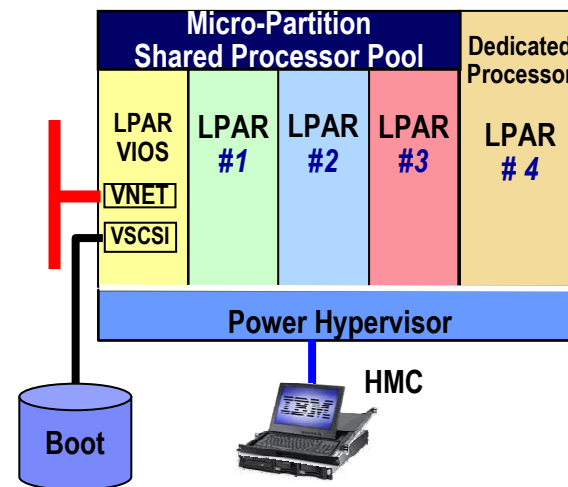 Micro-Partition
Shared Processor Pool
Dedicated
Processor
LPAR
VIOS
LPAR
#1
LPAR
#2
LPAR
#3
LPAR
# 4
VNET
VSCSI
Power Hypervisor
HMC
IBM
Boot